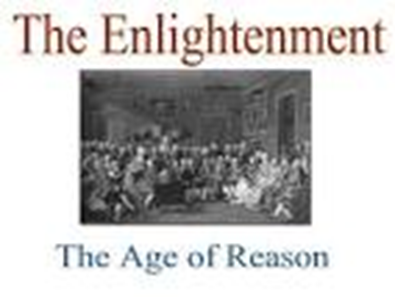 The Enlightenment
The Age of Reason